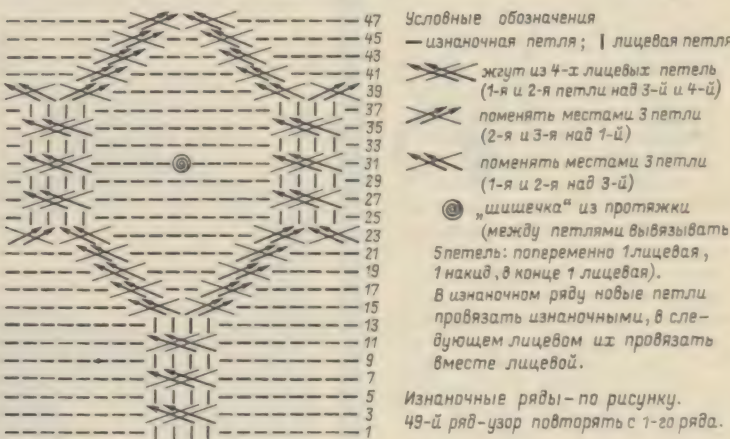 47
45
43
41
39
37
35
33
31
29
27
25
23
21
19
17
15
13
11
9
7
5
3
1
Условные обозначения
— изнаночная петля; | лицевая петля
жгут из 4-х лицевых петель
(1-я и 2-я петли над 3-й и 4-й)
поменять местами 3 петли
(2-я и 3-я над 1-й)
поменять местами 3 петли
(1-я и 2-я над 3-й)
„шишечка“ из протяжки
(между петлями вывязывать
5 петель: попеременно 1 лицевая,
1 накид, в конце 1 лицевая).
В изнаночном ряду новые петли
провязать изнаночными, в сле-
дующем лицевом их провязать
вместе лицевой.
Изнаночные ряды – по рисунку.
49-й ряд-узор повторять с 1-го ряда.